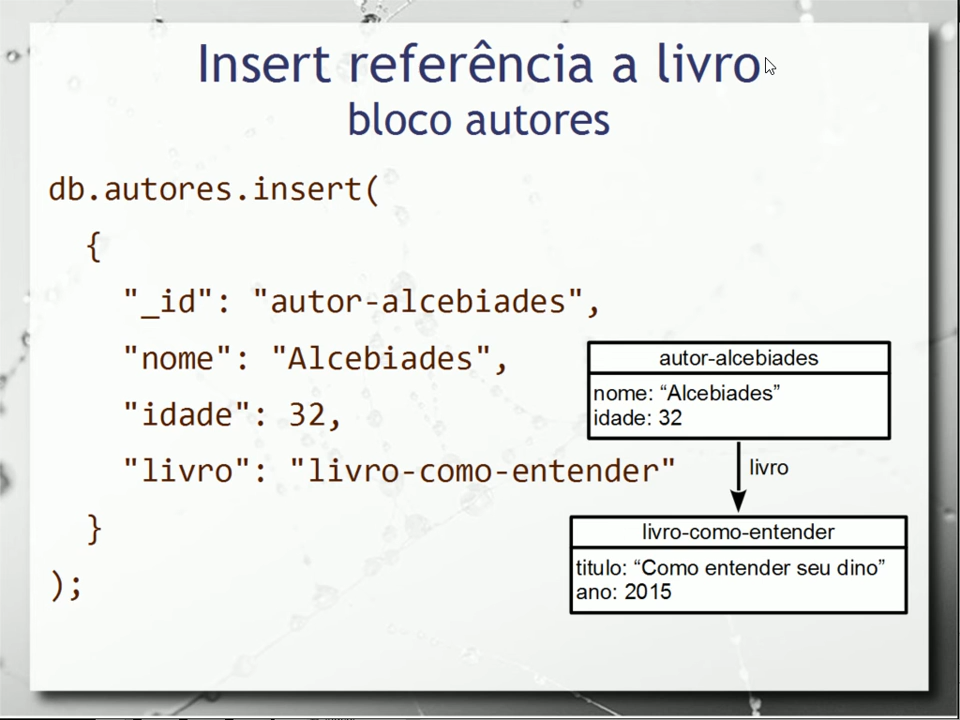 Insert referência a livro
bloco autores
db.autores.insert(
{
"_id": "autor-alcebiades",
"nome": "Alcebiades",
"idade": 32,
"livro": "livro-como-entender"
}
);
autor-alcebiades
nome: “Alcebiades”
idade: 32
livro
livro-como-entender
titulo: “Como entender seu dino”
ano: 2015